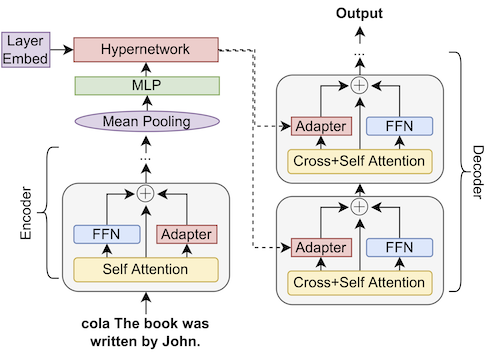 Output
...
Layer
Embed
Hypernetwork
MLP
Mean Pooling
...
Encoder
FFN
Adapter
Self Attention
cola The book was
written by John.
Decoder
Adapter
FFN
Cross+Self Attention
Adapter
FFN
Cross+Self Attention